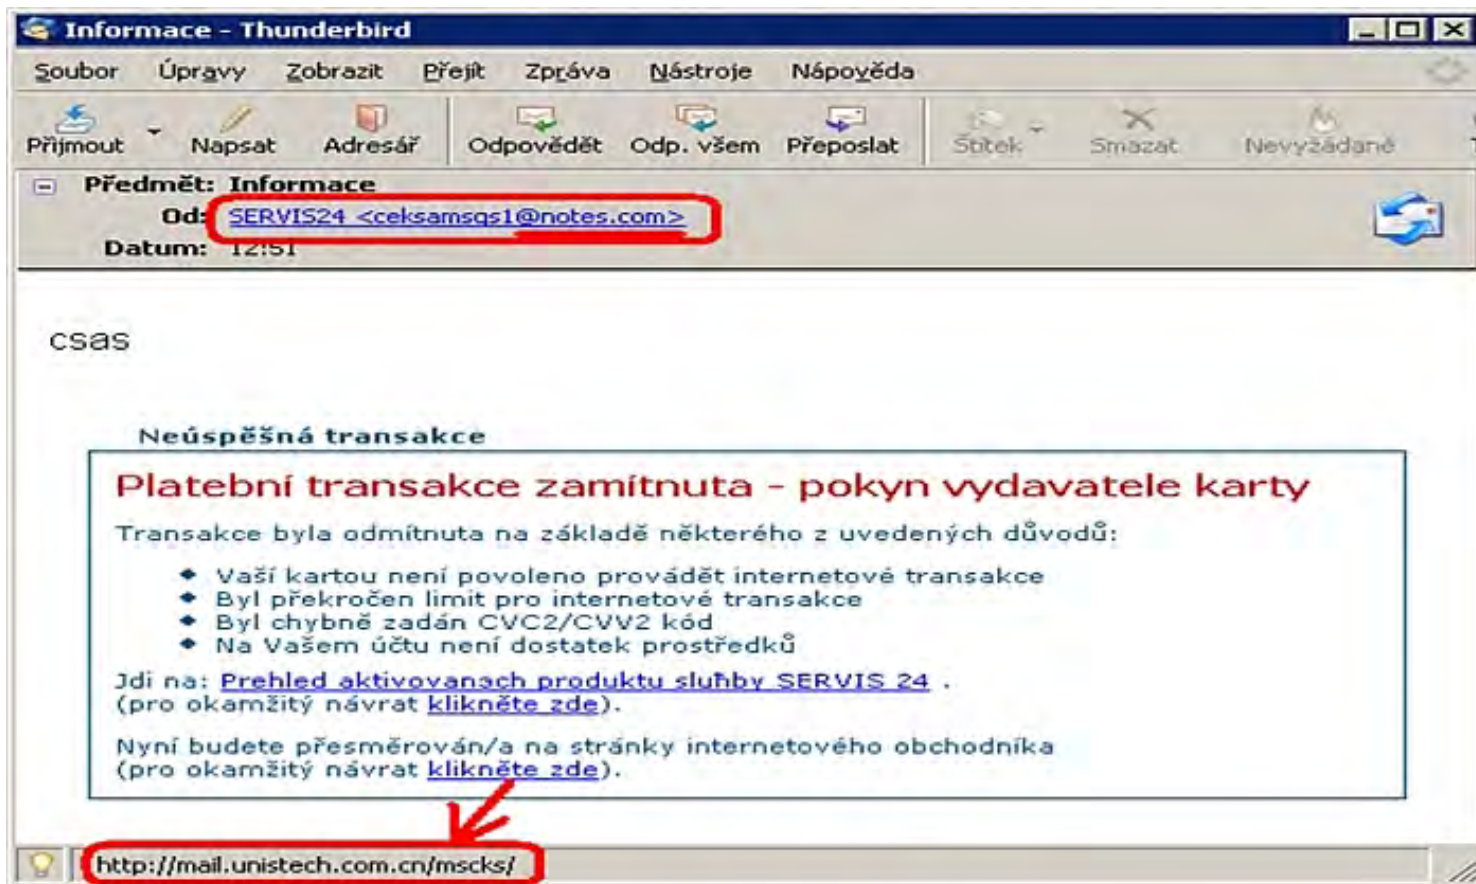 Informace - Thunderbird
Soubor Úpravy Zobrazit Přejít Zpráva Nástroje Nápověda
Přijmout Napsat Adresář Odpovědět Odp. všem Přeposlat Štítek Smazat Nevyžádané
Předmět: Informace
Od: SERVIS24 <ceksamsqs1@notes.com>
Datum: 12:51
csas
Neúspěšná transakce
Platební transakce zamítnuta - pokyn vydavatele karty
Transakce byla odmítnuta na základě některého z uvedených důvodů:
Vaší kartou není povoleno provádět internetové transakce
Byl překročen limit pro internetové transakce
Byl chybně zadán CVC2/CVV2 kód
Na Vašem účtu není dostatek prostředků
Jdi na: Prehled aktivovanach produktu sluħby SERVIS 24 .
(pro okamžitý návrat klikněte zde).
Nyní budete přesměrován/a na stránky internetového obchodníka
(pro okamžitý návrat klikněte zde).
http://mail.unistech.com.cn/mscks/